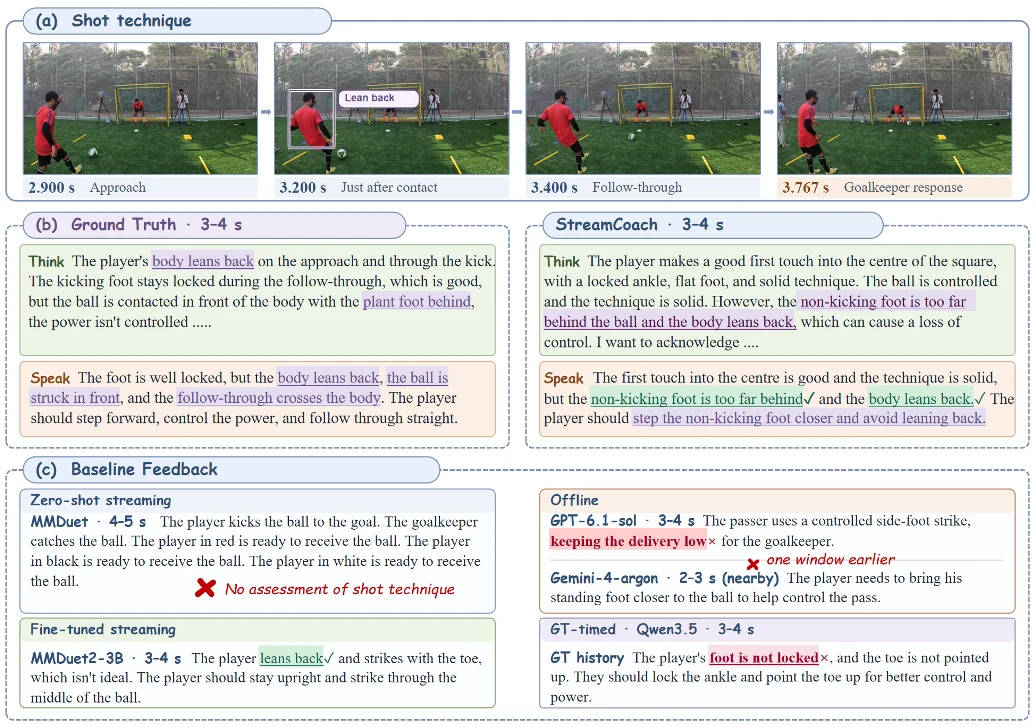 (a) Shot technique
Lean back
2.900 s Approach
3.200 s Just after contact
3.400 s Follow-through
3.767 s Goalkeeper response
(b) Ground Truth · 3–4 s
Think The player's body leans back on the approach and through the kick.
The kicking foot stays locked during the follow-through, which is good,
but the ball is contacted in front of the body with the plant foot behind,
the power isn't controlled .....
Speak The foot is well locked, but the body leans back, the ball is
struck in front, and the follow-through crosses the body. The player
should step forward, control the power, and follow through straight.
StreamCoach · 3–4 s
Think The player makes a good first touch into the centre of the square,
with a locked ankle, flat foot, and solid technique. The ball is controlled
and the technique is solid. However, the non-kicking foot is too far
behind the ball and the body leans back, which can cause a loss of
control. I want to acknowledge ....
Speak The first touch into the centre is good and the technique is solid,
but the non-kicking foot is too far behind✓ and the body leans back.✓ The
player should step the non-kicking foot closer and avoid leaning back.
(c) Baseline Feedback
Zero-shot streaming
MMDuet · 4–5 s The player kicks the ball to the goal. The goalkeeper
catches the ball. The player in red is ready to receive the ball. The player
in black is ready to receive the ball. The player in white is ready to receive
the ball.
✗ No assessment of shot technique
Fine-tuned streaming
MMDuet2-3B · 3–4 s The player leans back✓ and strikes with the toe,
which isn't ideal. The player should stay upright and strike through the
middle of the ball.
Offline
GPT-6.1-sol · 3–4 s The passer uses a controlled side-foot strike,
keeping the delivery low× for the goalkeeper.
✗ one window earlier
Gemini-4-argon · 2–3 s (nearby) The player needs to bring his
standing foot closer to the ball to help control the pass.
GT-timed · Qwen3.5 · 3–4 s
GT history The player's foot is not locked×, and the toe is not pointed
up. They should lock the ankle and point the toe up for better control and
power.